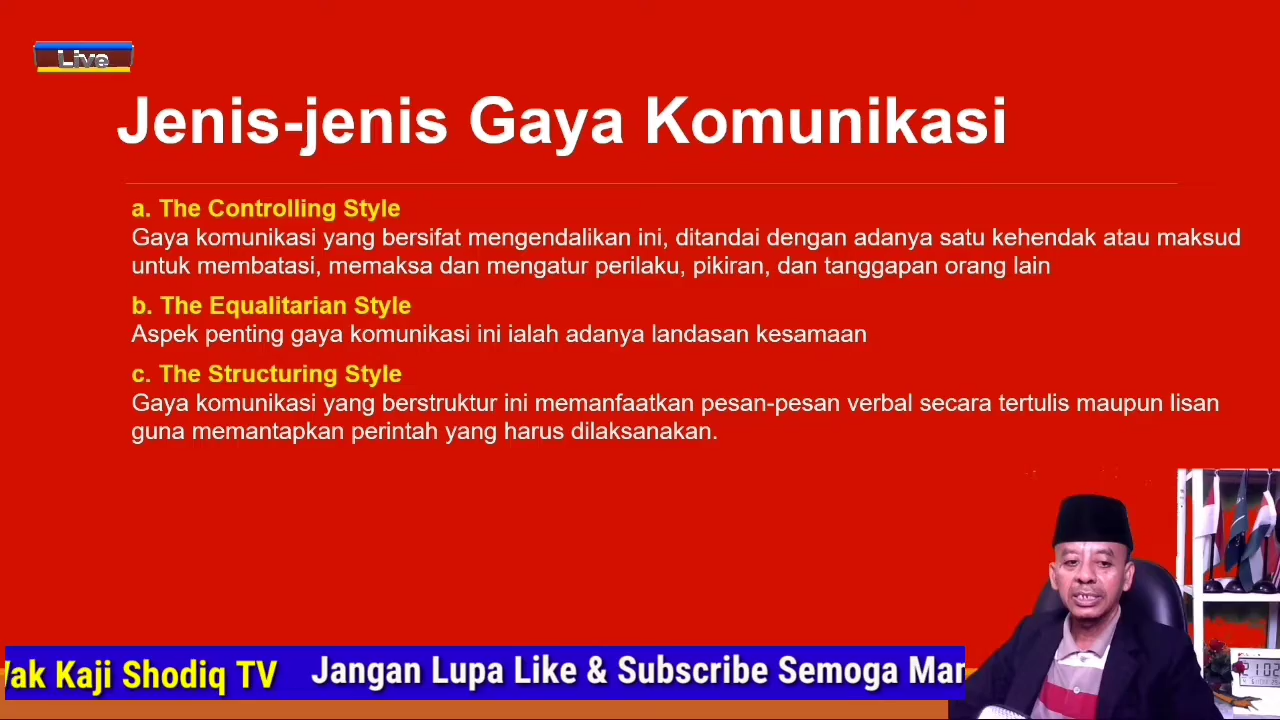 Live
Jenis-jenis Gaya Komunikasi
a. The Controlling Style
Gaya komunikasi yang bersifat mengendalikan ini, ditandai dengan adanya satu kehendak atau maksud
untuk membatasi, memaksa dan mengatur perilaku, pikiran, dan tanggapan orang lain
b. The Equalitarian Style
Aspek penting gaya komunikasi ini ialah adanya landasan kesamaan
c. The Structuring Style
Gaya komunikasi yang berstruktur ini memanfaatkan pesan-pesan verbal secara tertulis maupun lisan
guna memantapkan perintah yang harus dilaksanakan.
Kaji Shodiq TV Jangan Lupa Like & Subscribe Semoga